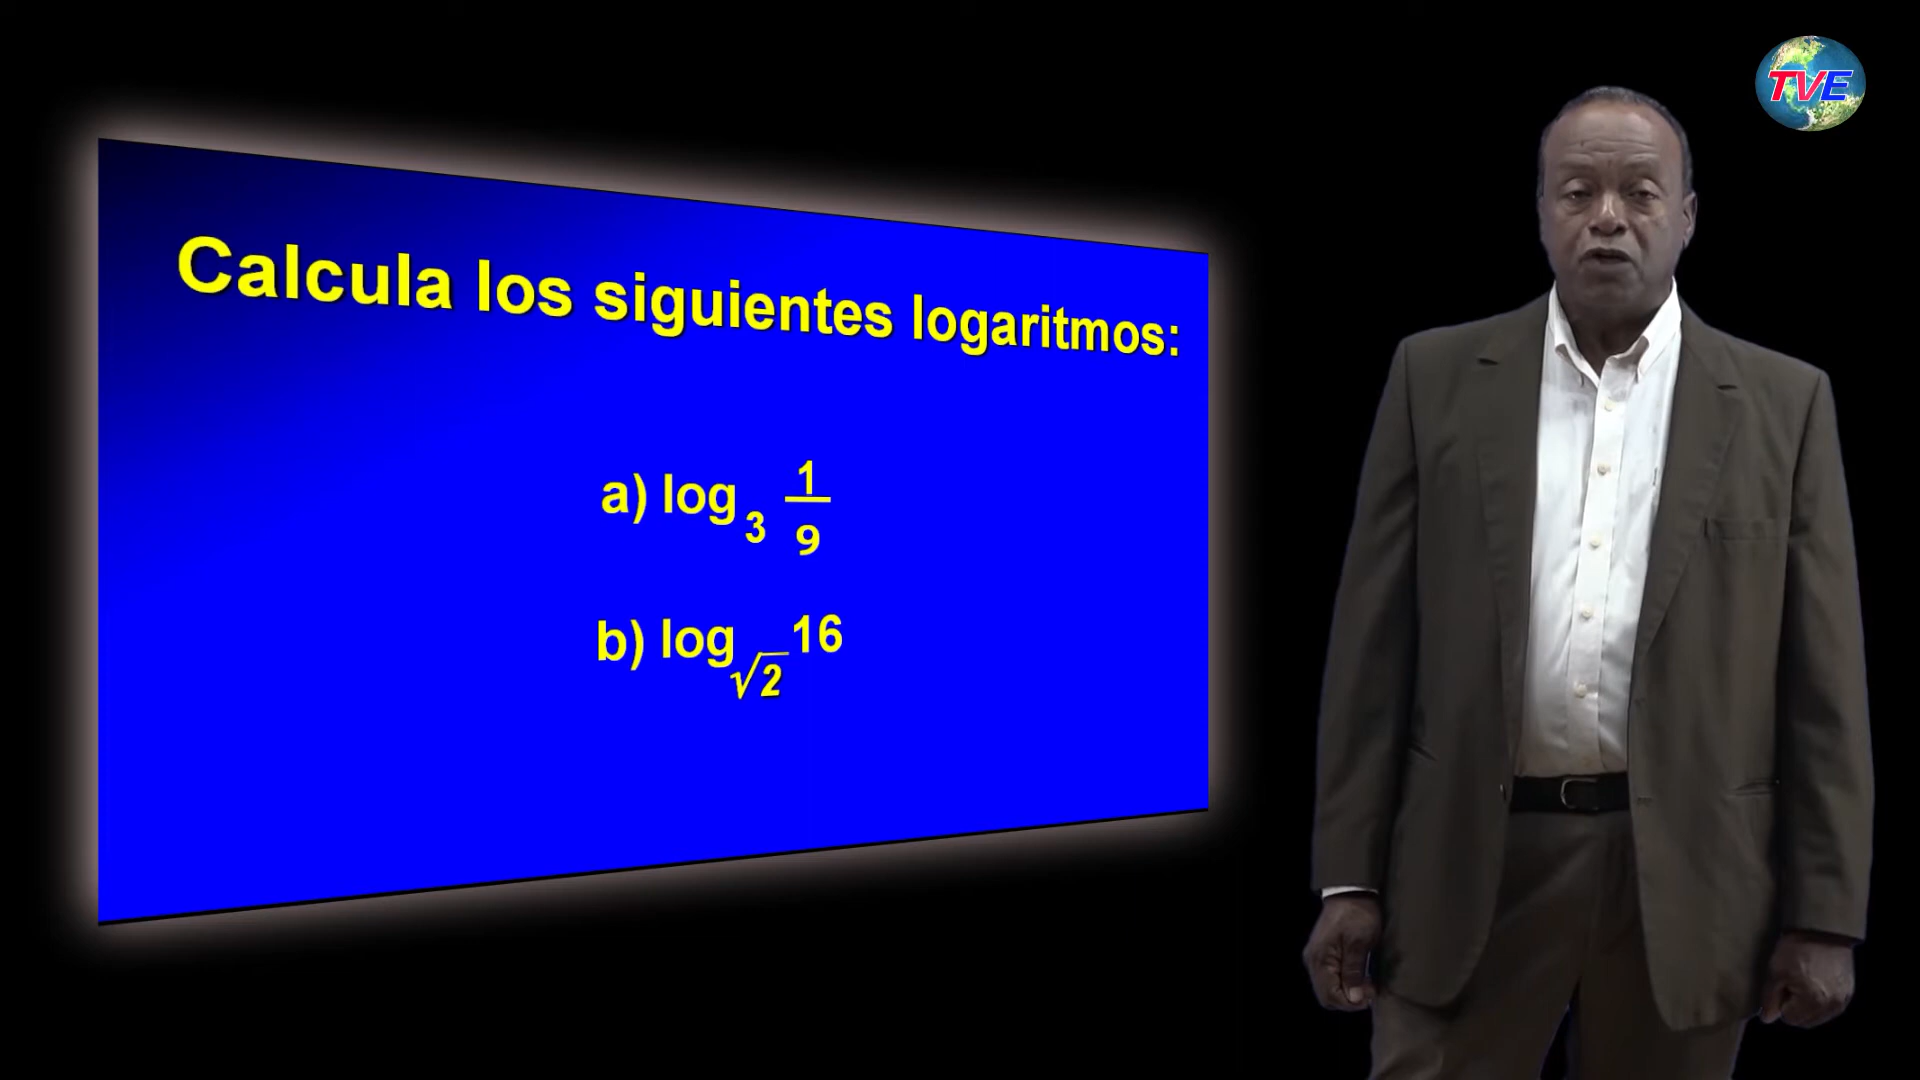 TVE
Calcula los siguientes logaritmos:
a) log 3 1/9
b) log √2 16